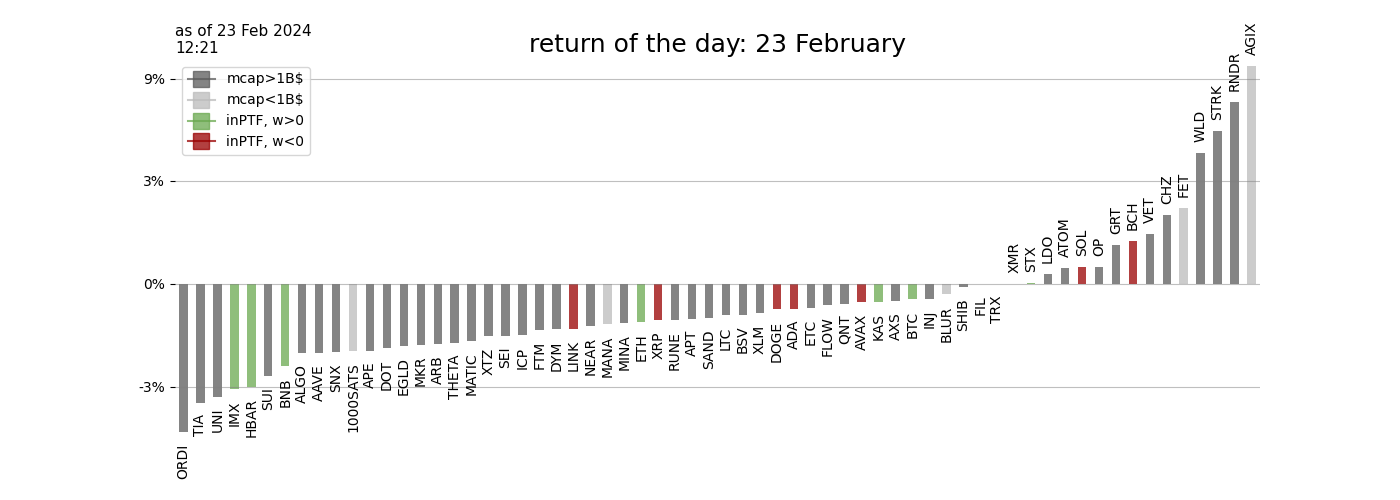 as of 23 Feb 2024
12:21
return of the day: 23 February
mcap>1B$
mcap<1B$
inPTF, w>0
inPTF, w<0
9%
3%
0%
-3%
ORDI
TIA
UNI
IMX
HBAR
SUI
BNB
ALGO
AAVE
SNX
1000SATS
APE
DOT
EGLD
MKR
ARB
THETA
MATIC
XTZ
SEI
ICP
FTM
DYM
LINK
NEAR
MANA
MINA
ETH
XRP
RUNE
APT
SAND
LTC
BSV
XLM
DOGE
ADA
ETC
FLOW
QNT
AVAX
KAS
AXS
BTC
INJ
BLUR
SHIB
FIL
TRX
XMR
STX
LDO
ATOM
SOL
OP
GRT
BCH
VET
CHZ
FET
WLD
STRK
RNDR
AGIX